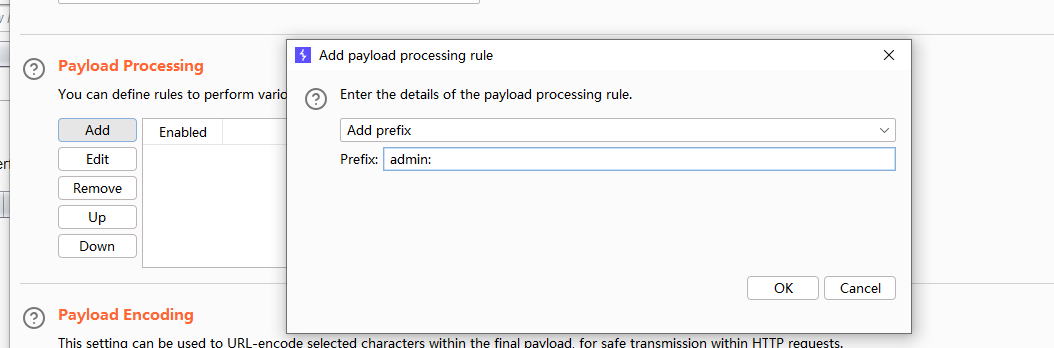 Payload Processing
You can define rules to perform vario
Add
Edit
Remove
Up
Down
Enabled
Add payload processing rule
Enter the details of the payload processing rule.
Add prefix
Prefix:
admin:
OK
Cancel
Payload Encoding
This setting can be used to URL-encode selected characters within the final payload, for safe transmission within HTTP requests.